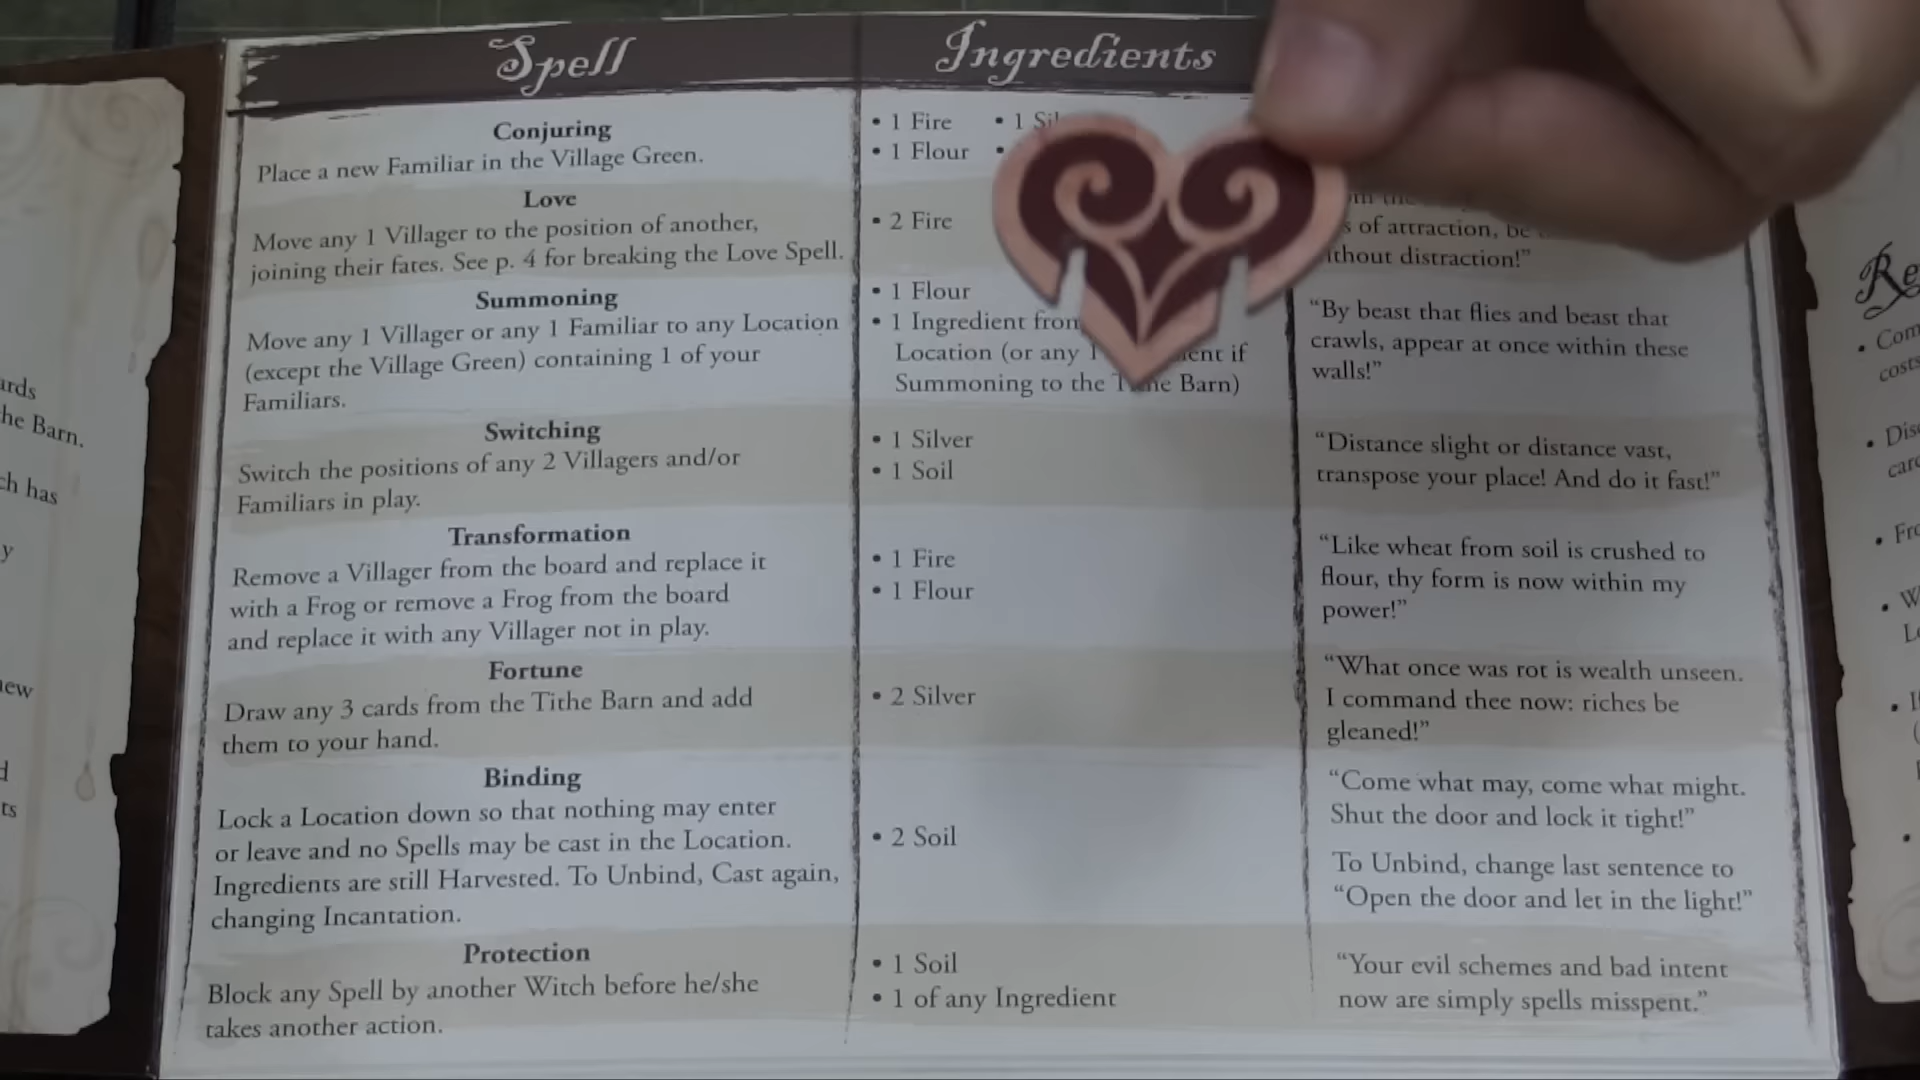 Spell
Ingredients
Conjuring
Place a new Familiar in the Village Green.
• 1 Fire
• 1
• 1 Flour
•
Love
Move any 1 Villager to the position of another,
joining their fates. See p. 4 for breaking the Love Spell.
• 2 Fire
of attraction, be
distraction!”
Summoning
Move any 1 Villager or any 1 Familiar to any Location
(except the Village Green) containing 1 of your
Familiars.
• 1 Flour
• 1 Ingredient from
Location (or any 1 if
Summoning to the Barn)
“By beast that flies and beast that
crawls, appear at once within these
walls!”
Switching
Switch the positions of any 2 Villagers and/or
Familiars in play.
• 1 Silver
• 1 Soil
“Distance slight or distance vast,
transpose your place! And do it fast!”
Transformation
Remove a Villager from the board and replace it
with a Frog or remove a Frog from the board
and replace it with any Villager not in play.
• 1 Fire
• 1 Flour
“Like wheat from soil is crushed to
flour, thy form is now within my
power!”
Fortune
Draw any 3 cards from the Tithe Barn and add
them to your hand.
• 2 Silver
“What once was rot is wealth unseen.
I command thee now: riches be
gleaned!”
Binding
Lock a Location down so that nothing may enter
or leave and no Spells may be cast in the Location.
Ingredients are still Harvested. To Unbind, Cast again,
changing Incantation.
• 2 Soil
“Come what may, come what might.
Shut the door and lock it tight!”
To Unbind, change last sentence to
“Open the door and let in the light!”
Protection
Block any Spell by another Witch before he/she
takes another action.
• 1 Soil
• 1 of any Ingredient
“Your evil schemes and bad intent
now are simply spells misspent.”
Barn.
has